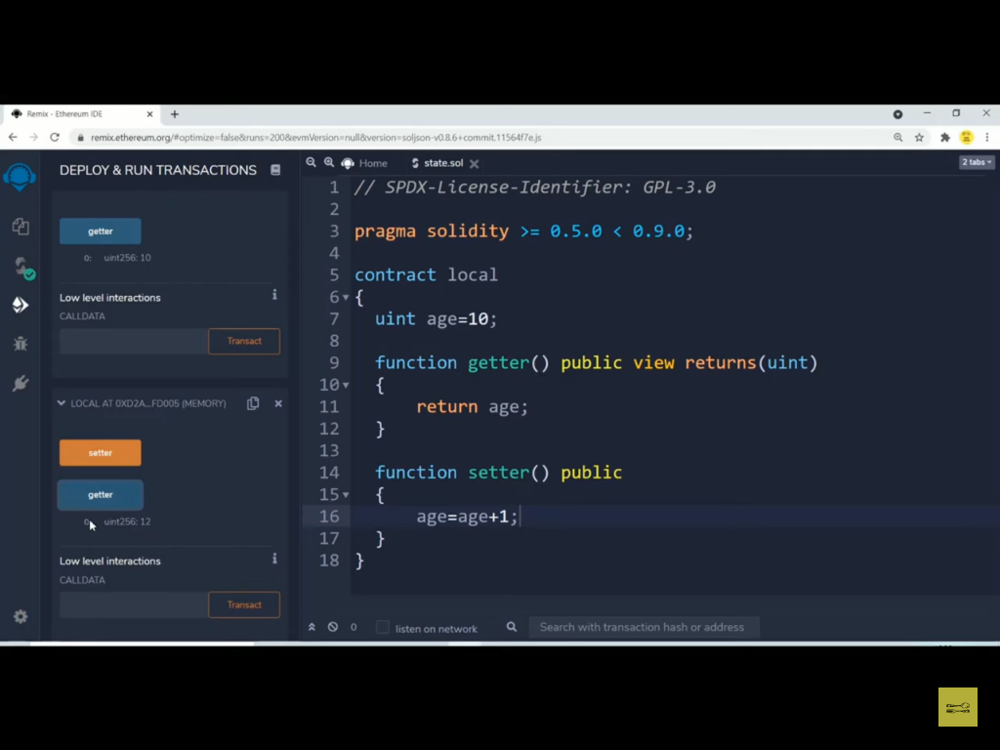 Remix - Ethereum IDE
remix.ethereum.org/#optimize=false&runs=200&evmVersion=null&version=soljson-v0.8.6+commit.11564f7e.js
DEPLOY & RUN TRANSACTIONS
getter
0: uint256: 10
Low level interactions
CALLDATA
Transact
LOCAL AT 0XD2A...FD005 (MEMORY)
setter
getter
0: uint256: 12
Low level interactions
CALLDATA
Transact
Home
state.sol
2 tabs
1 // SPDX-License-Identifier: GPL-3.0
2
3 pragma solidity >= 0.5.0 < 0.9.0;
4
5 contract local
6 {
7 uint age=10;
8
9 function getter() public view returns(uint)
10 {
11 return age;
12 }
13
14 function setter() public
15 {
16 age=age+1;
17 }
18 }
0 listen on network Search with transaction hash or address